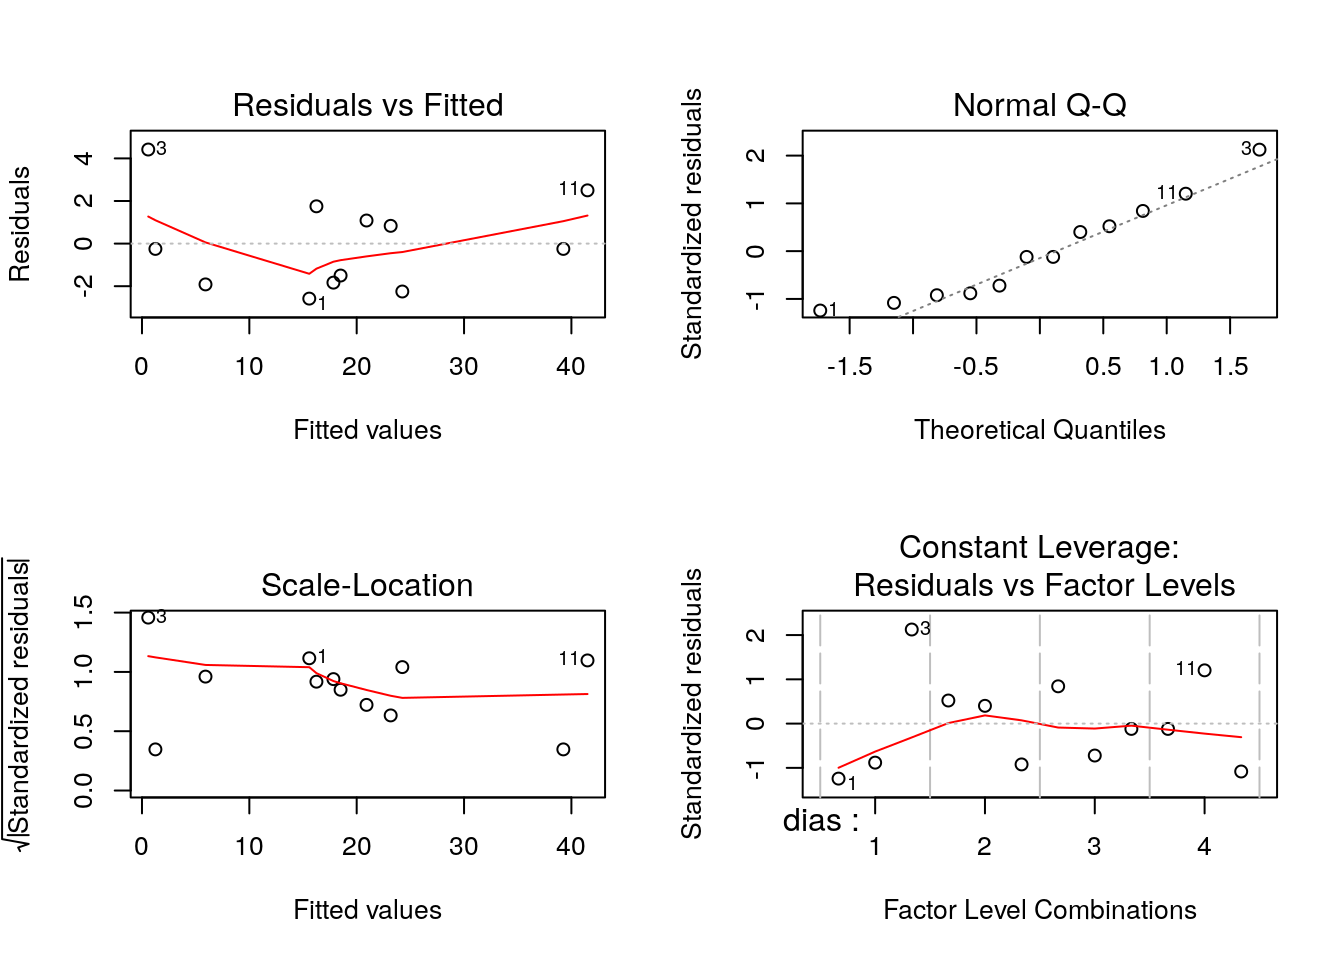 Residuals vs Fitted
Residuals
4
2
0
-2
3
11
1
0 10 20 30 40
Fitted values
Normal Q-Q
Standardized residuals
2
1
0
-1
3
11
1
-1.5 -0.5 0.5 1.0 1.5
Theoretical Quantiles
Scale-Location
√|Standardized residuals|
1.5
1.0
0.5
0.0
3
1
11
0 10 20 30 40
Fitted values
Constant Leverage:
Residuals vs Factor Levels
Standardized residuals
2
1
0
-1
3
11
1
dias :
1 2 3 4
Factor Level Combinations